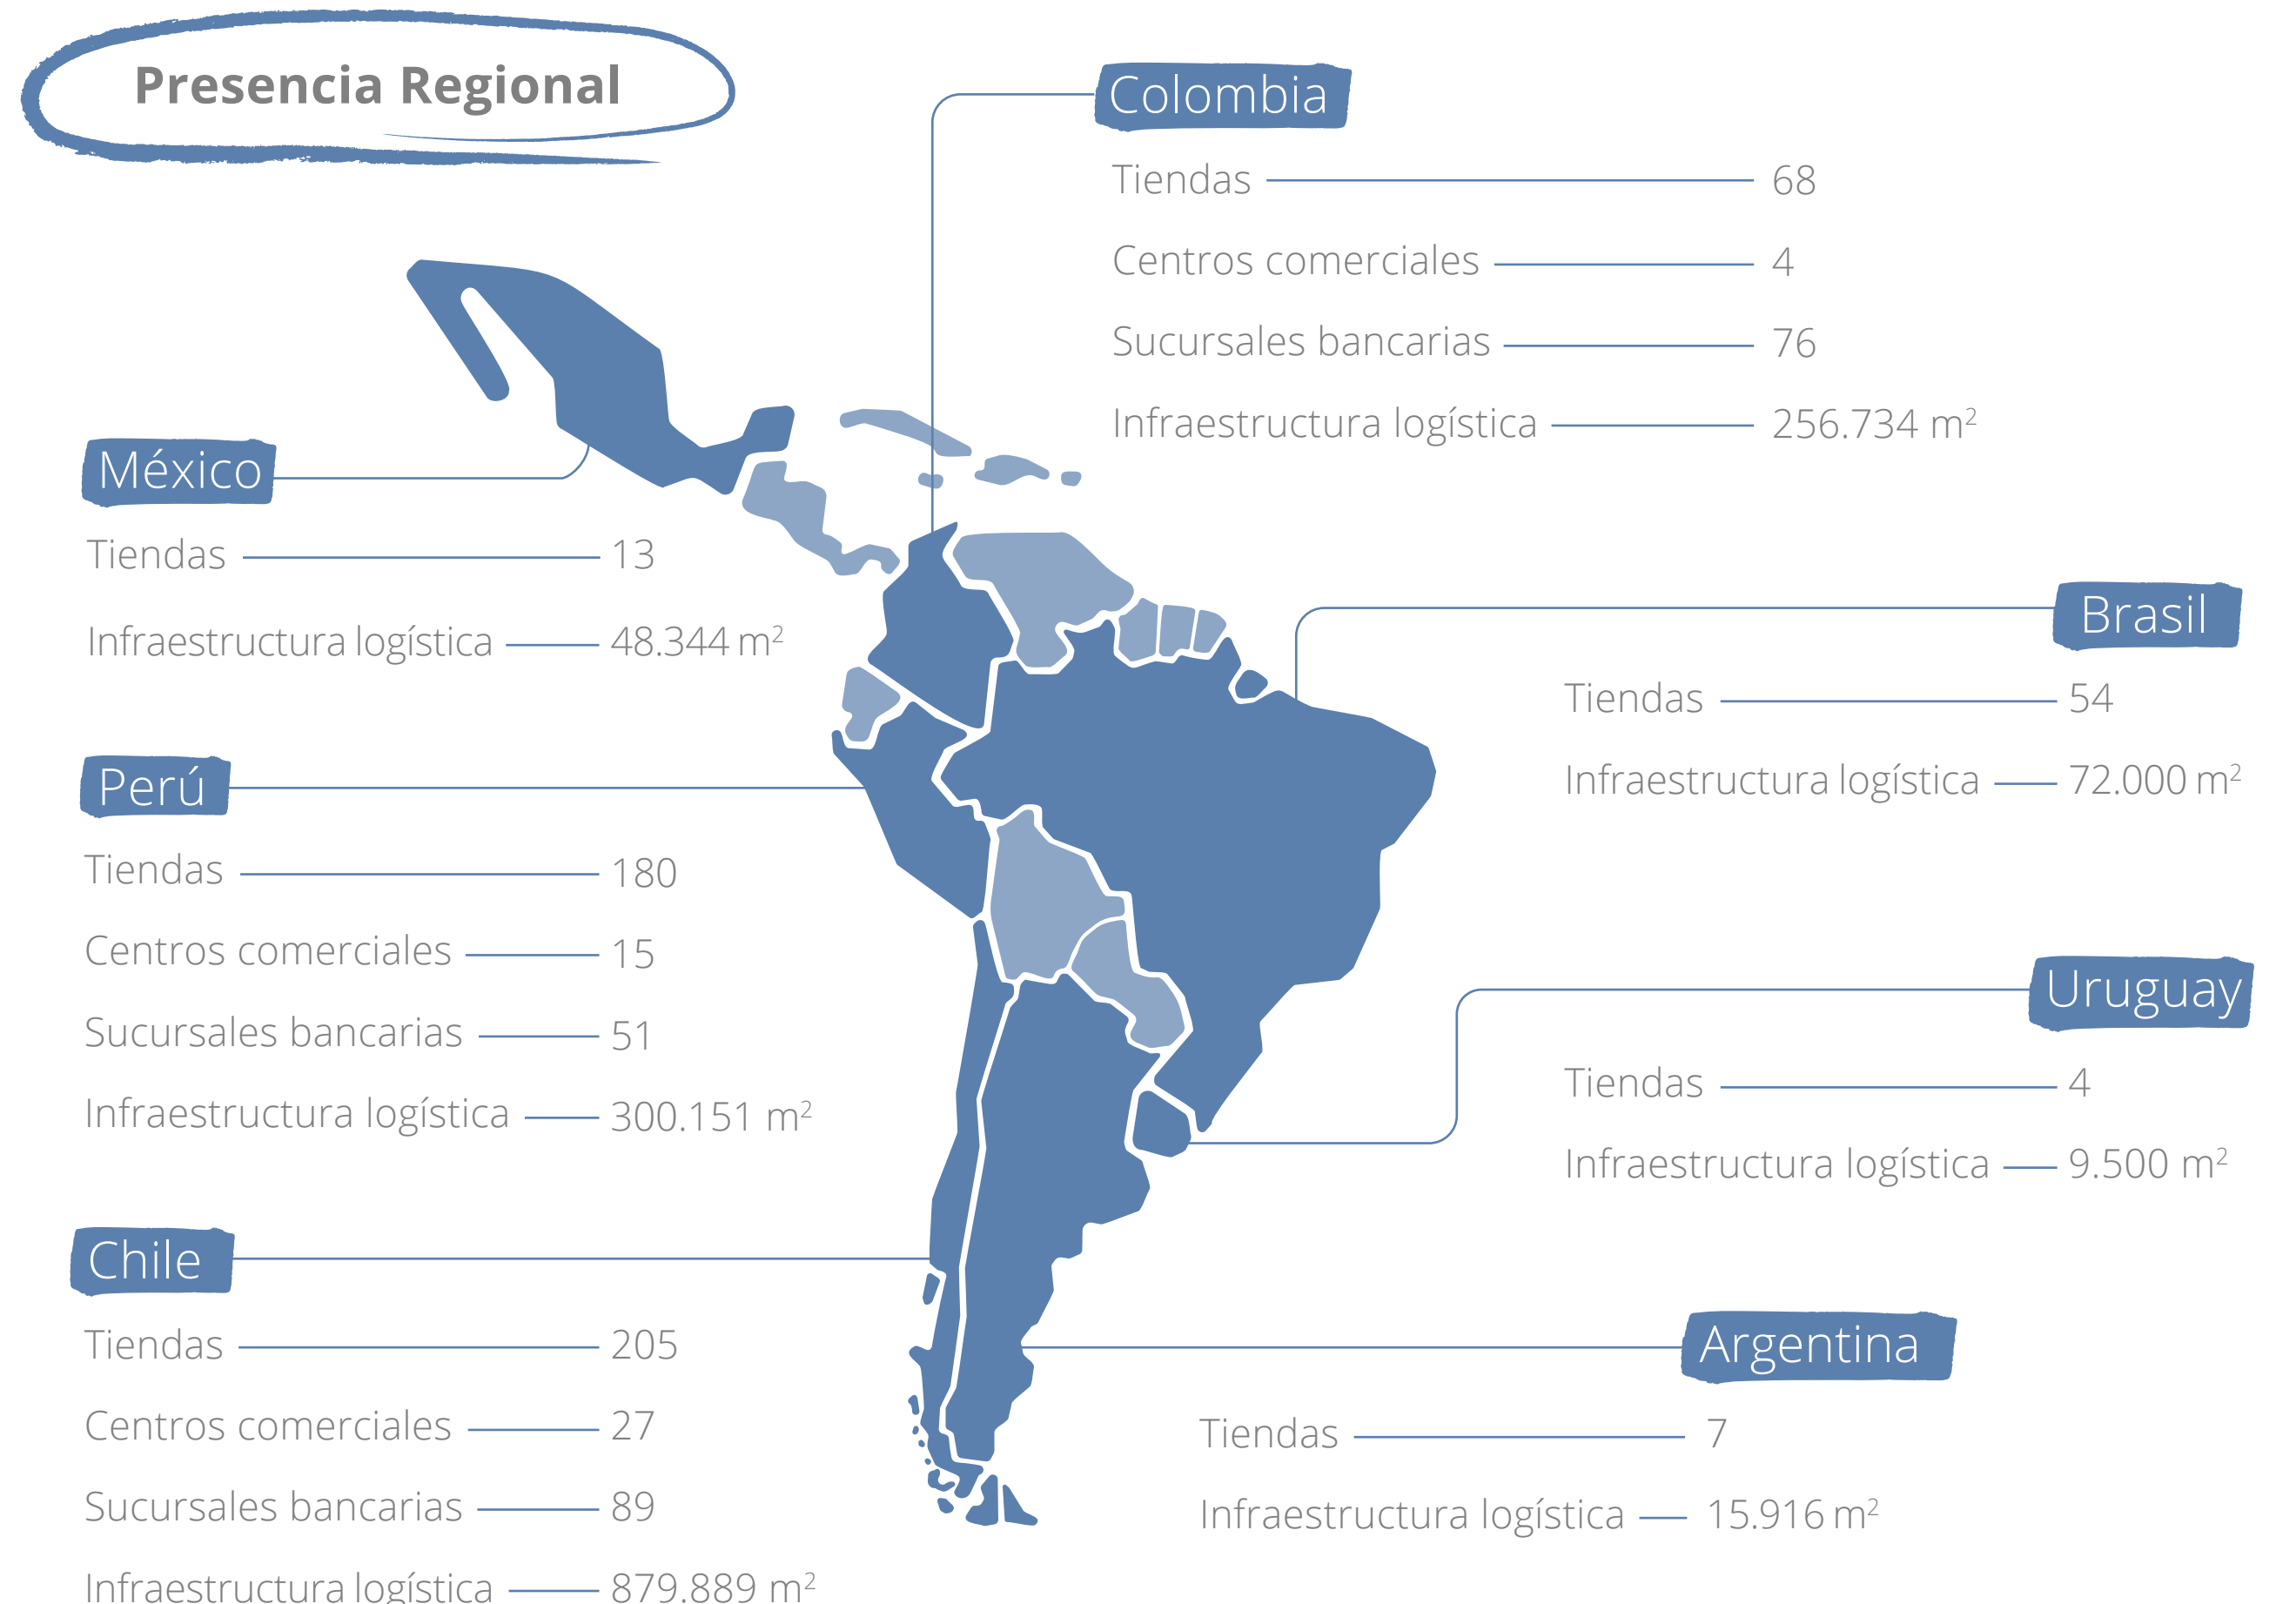 Presencia Regional
Colombia
Tiendas 68
Centros comerciales 4
Sucursales bancarias 76
Infraestructura logística 256.734 m²
México
Tiendas 13
Infraestructura logística 48.344 m²
Brasil
Tiendas 54
Infraestructura logística 72.000 m²
Perú
Tiendas 180
Centros comerciales 15
Sucursales bancarias 51
Infraestructura logística 300.151 m²
Uruguay
Tiendas 4
Infraestructura logística 9.500 m²
Chile
Tiendas 205
Centros comerciales 27
Sucursales bancarias 89
Infraestructura logística 879.889 m²
Argentina
Tiendas 7
Infraestructura logística 15.916 m²